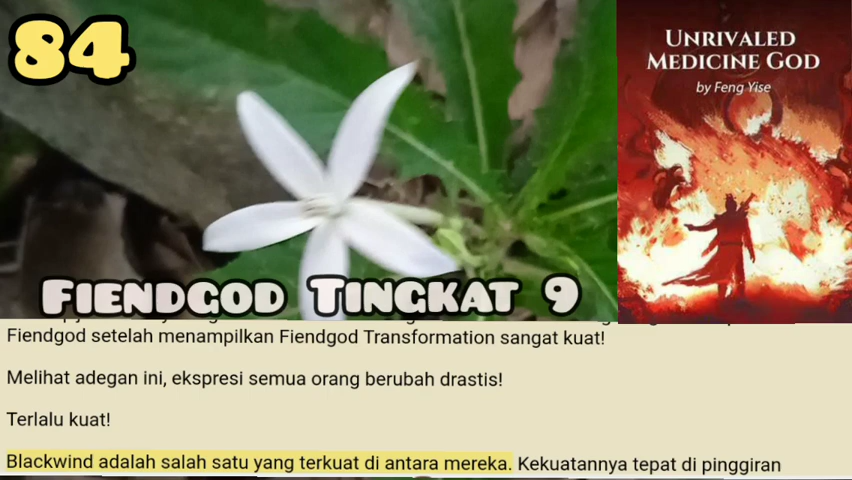 84
UNRIVALED
MEDICINE GOD
by Feng Yise
FIENDGOD TINGKAT 9
Fiendgod setelah menampilkan Fiendgod Transformation sangat kuat!
Melihat adegan ini, ekspresi semua orang berubah drastis!
Terlalu kuat!
Blackwind adalah salah satu yang terkuat di antara mereka. Kekuatannya tepat di pinggiran